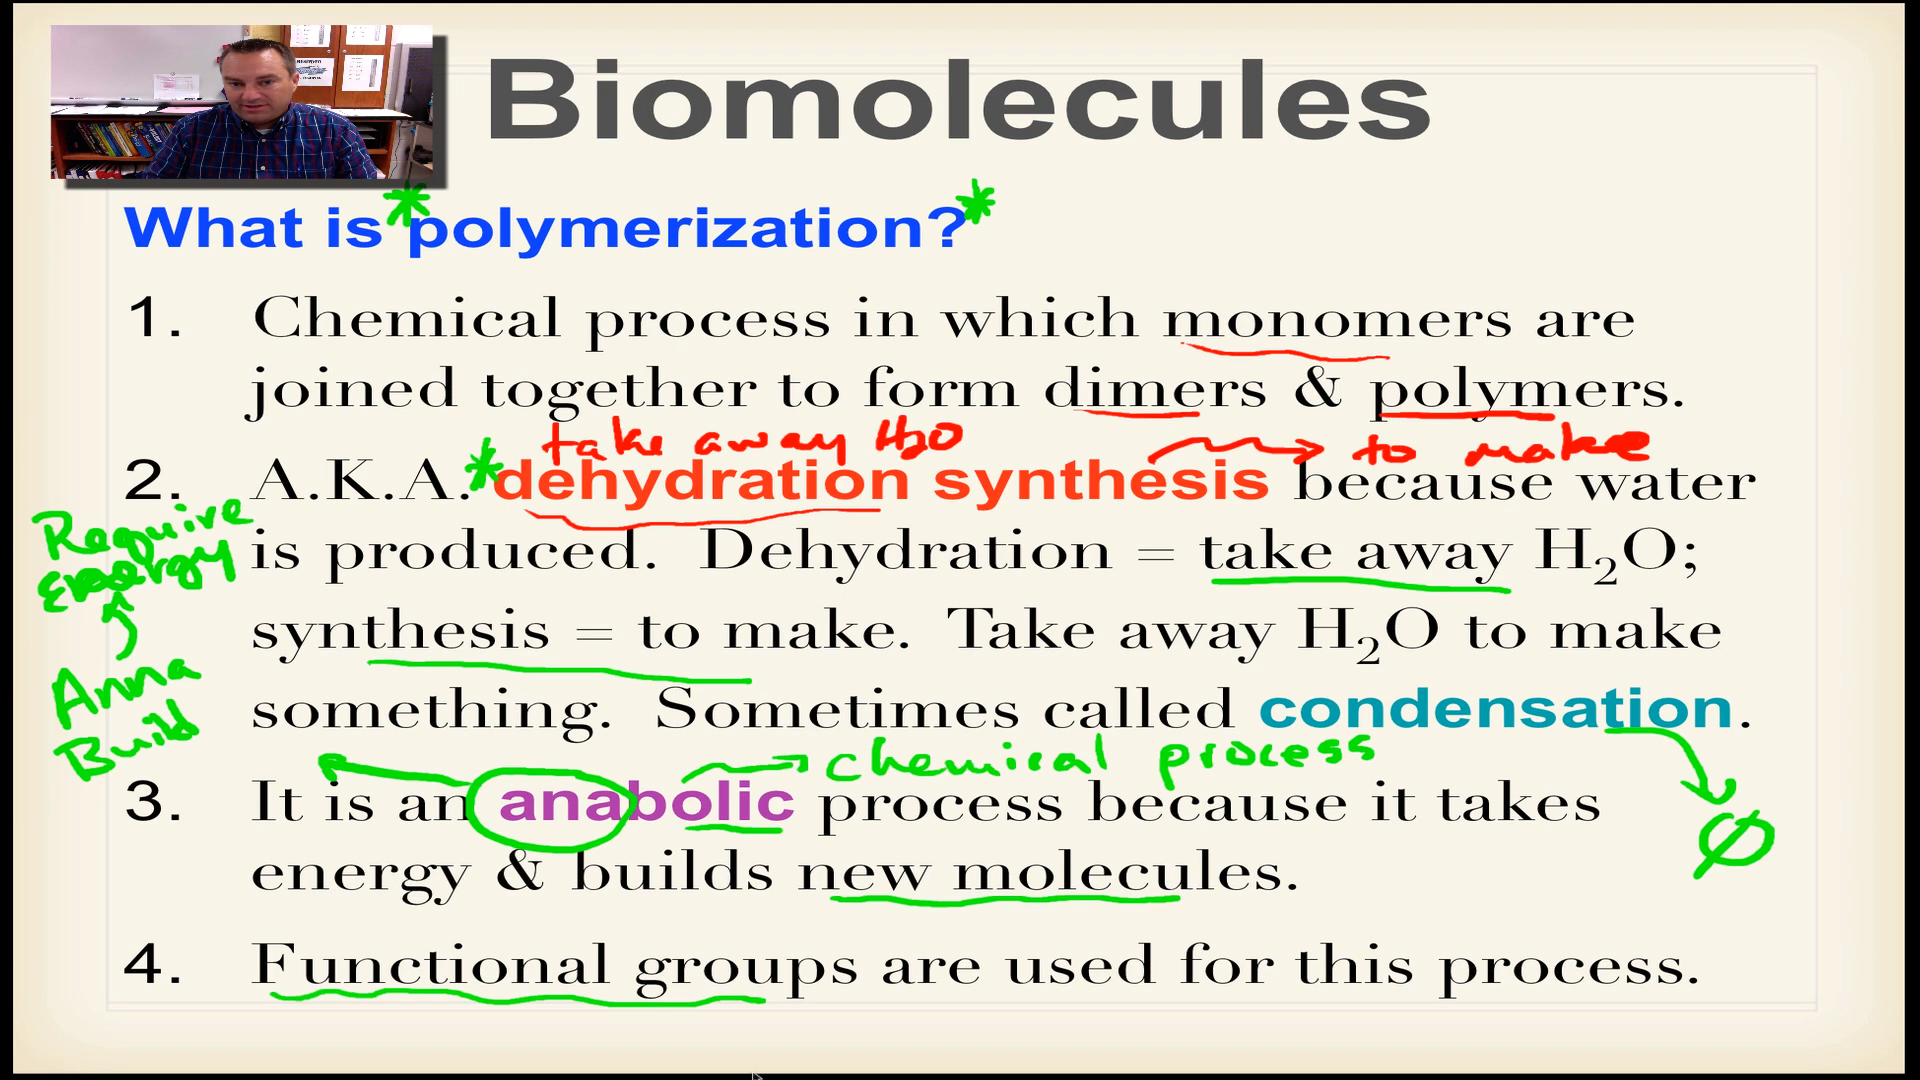 Biomolecules
What is *polymerization?*
1. Chemical process in which monomers are
joined together to form dimers & polymers.
take away H2O → to make
2. A.K.A. *dehydration synthesis because water
Require
is produced. Dehydration = take away H₂O;
Energy
synthesis = to make. Take away H₂O to make
Anna
something. Sometimes called condensation.
Build
→ chemical process
3. It is an anabolic process because it takes
energy & builds new molecules.
4. Functional groups are used for this process.